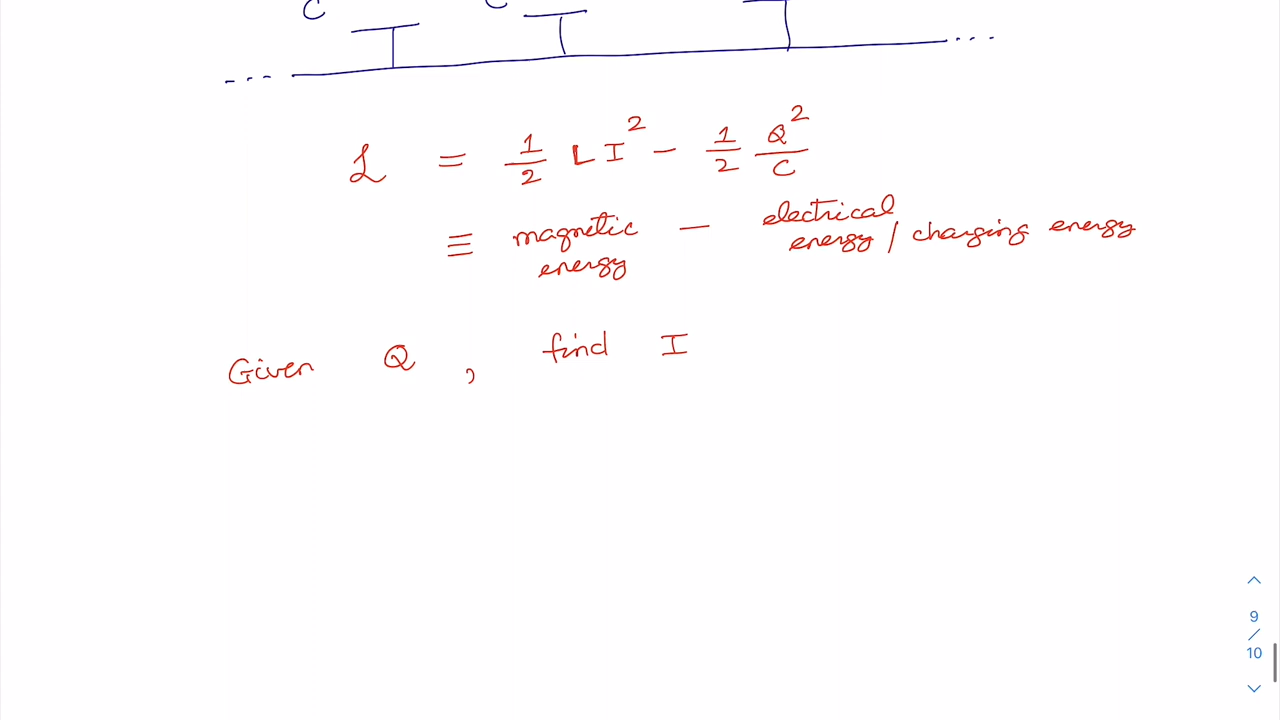 C C
ℒ = 1/2 L I² - 1/2 Q²/C
≡ magnetic energy - electrical energy / charging energy
Given Q , find I
9
/
10